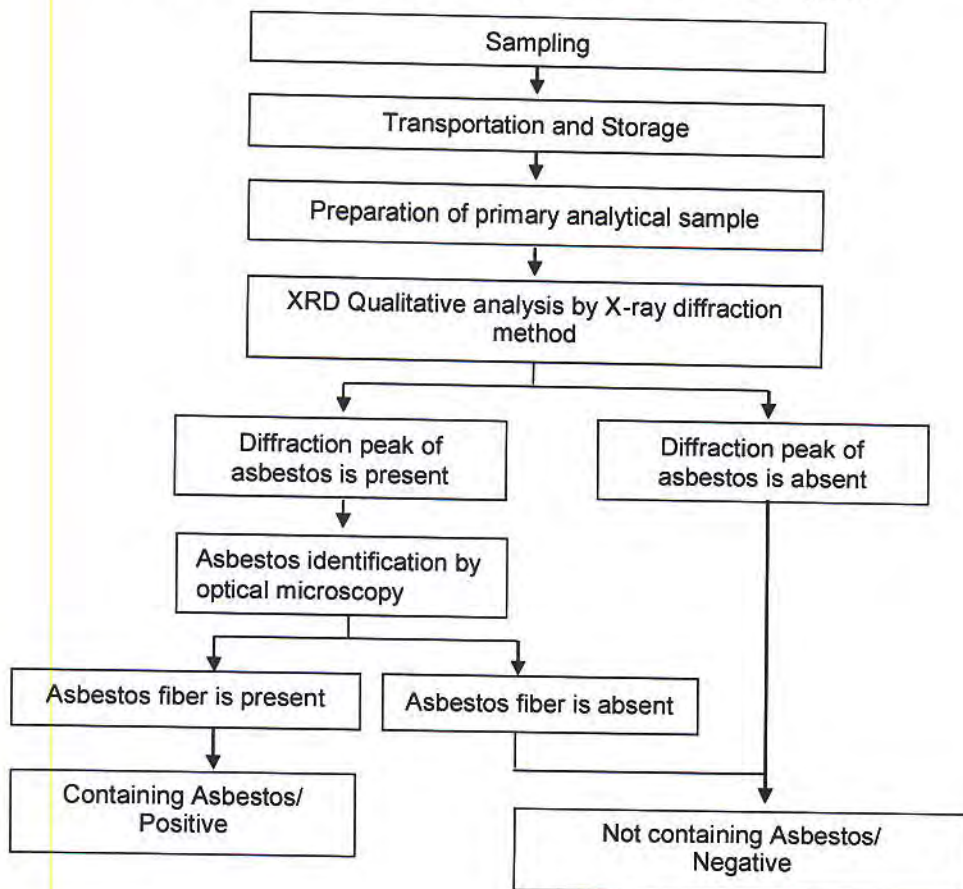 Sampling
Transportation and Storage
Preparation of primary analytical sample
XRD Qualitative analysis by X-ray diffraction
method
Diffraction peak of
asbestos is present
Diffraction peak of
asbestos is absent
Asbestos identification by
optical microscopy
Asbestos fiber is present
Asbestos fiber is absent
Containing Asbestos/
Positive
Not containing Asbestos/
Negative